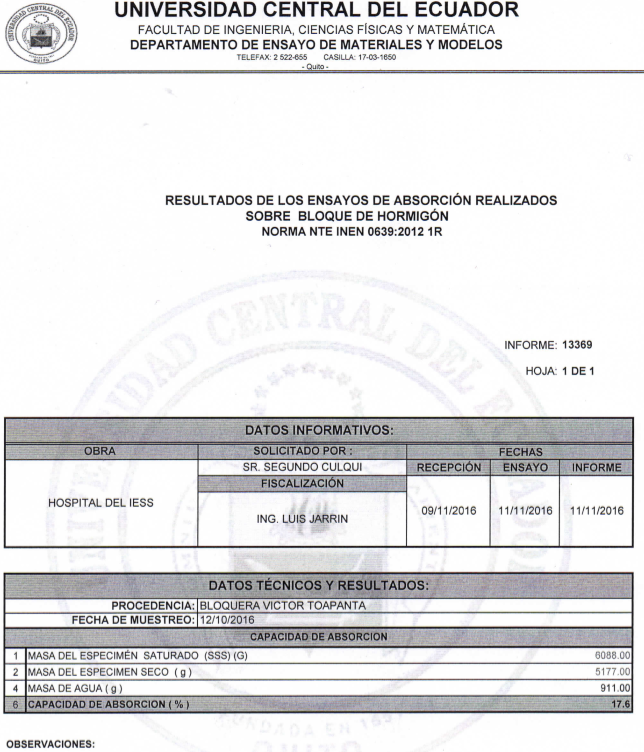 UNIVERSIDAD CENTRAL DEL ECUADOR
FACULTAD DE INGENIERIA, CIENCIAS FÍSICAS Y MATEMÁTICA
DEPARTAMENTO DE ENSAYO DE MATERIALES Y MODELOS
TELEFAX: 2 522-655 CASILLA: 17-03-1650
- Quito -
RESULTADOS DE LOS ENSAYOS DE ABSORCIÓN REALIZADOS
SOBRE BLOQUE DE HORMIGÓN
NORMA NTE INEN 0639:2012 1R
INFORME: 13369
HOJA: 1 DE 1
DATOS INFORMATIVOS:
OBRA SOLICITADO POR : FECHAS
SR. SEGUNDO CULQUI RECEPCIÓN ENSAYO INFORME
FISCALIZACIÓN
HOSPITAL DEL IESS ING. LUIS JARRIN 09/11/2016 11/11/2016 11/11/2016
DATOS TÉCNICOS Y RESULTADOS:
PROCEDENCIA: BLOQUERA VICTOR TOAPANTA
FECHA DE MUESTREO: 12/10/2016
CAPACIDAD DE ABSORCION
1 MASA DEL ESPECIMÉN SATURADO (SSS) (G) 6088.00
2 MASA DEL ESPECIMEN SECO ( g ) 5177.00
4 MASA DE AGUA ( g ) 911.00
6 CAPACIDAD DE ABSORCION ( % ) 17.6
OBSERVACIONES: